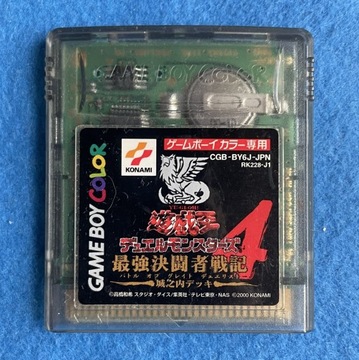 GAME BOY COLOR
GAME BOY COLOR
KONAMI
ゲームボーイカラー専用
CGB-BY6J-JPN
RK228-J1
YU-GI-OH!
遊戯王
デュエルモンスターズ4
最強決闘者戦記
バトル オブ グレイト デュエリスト
城之内デッキ
©高橋和希 スタジオ・ダイス/集英社・テレビ東京・NAS ©2000 KONAMI